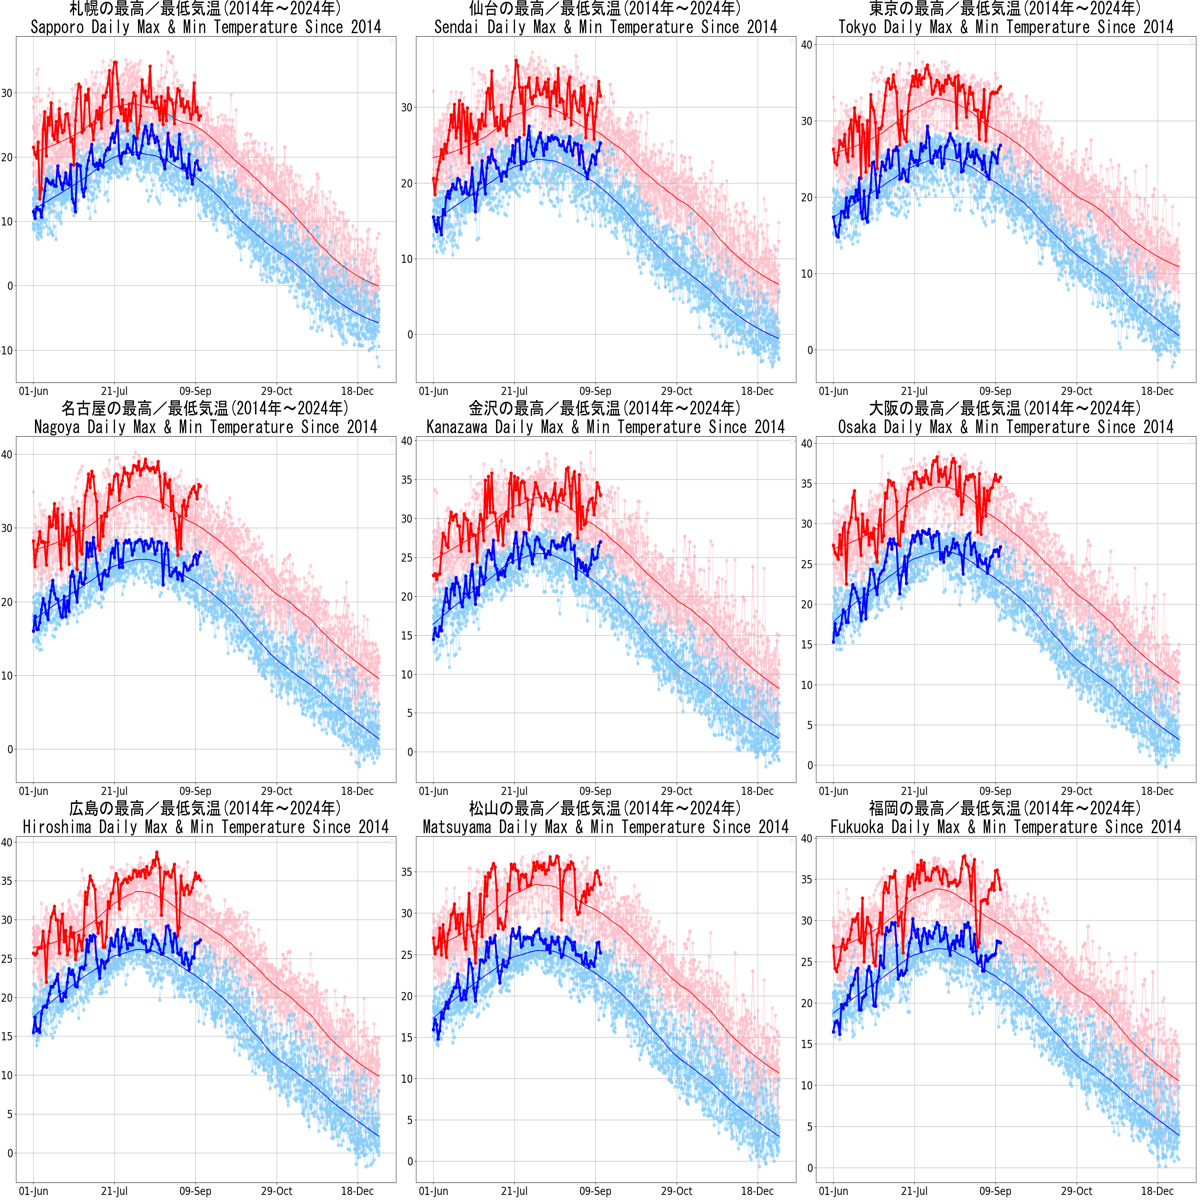 札幌の最高／最低気温(2014年～2024年)
Sapporo Daily Max & Min Temperature Since 2014
30
20
10
0
10
01-Jun 21-Jul 09-Sep 29-Oct 18-Dec
仙台の最高／最低気温(2014年～2024年)
Sendai Daily Max & Min Temperature Since 2014
30
20
10
0
01-Jun 21-Jul 09-Sep 29-Oct 18-Dec
東京の最高／最低気温(2014年～2024年)
Tokyo Daily Max & Min Temperature Since 2014
40
30
20
10
0
01-Jun 21-Jul 09-Sep 29-Oct 18-Dec
名古屋の最高／最低気温(2014年～2024年)
Nagoya Daily Max & Min Temperature Since 2014
40
30
20
10
0
01-Jun 21-Jul 09-Sep 29-Oct 18-Dec
金沢の最高／最低気温(2014年～2024年)
Kanazawa Daily Max & Min Temperature Since 2014
40
35
30
25
20
15
10
5
0
01-Jun 21-Jul 09-Sep 29-Oct 18-Dec
大阪の最高／最低気温(2014年～2024年)
Osaka Daily Max & Min Temperature Since 2014
40
35
30
25
20
15
10
5
0
01-Jun 21-Jul 09-Sep 29-Oct 18-Dec
広島の最高／最低気温(2014年～2024年)
Hiroshima Daily Max & Min Temperature Since 2014
40
35
30
25
20
15
10
5
0
01-Jun 21-Jul 09-Sep 29-Oct 18-Dec
松山の最高／最低気温(2014年～2024年)
Matsuyama Daily Max & Min Temperature Since 2014
35
30
25
20
15
10
5
0
01-Jun 21-Jul 09-Sep 29-Oct 18-Dec
福岡の最高／最低気温(2014年～2024年)
Fukuoka Daily Max & Min Temperature Since 2014
40
35
30
25
20
15
10
5
0
01-Jun 21-Jul 09-Sep 29-Oct 18-Dec